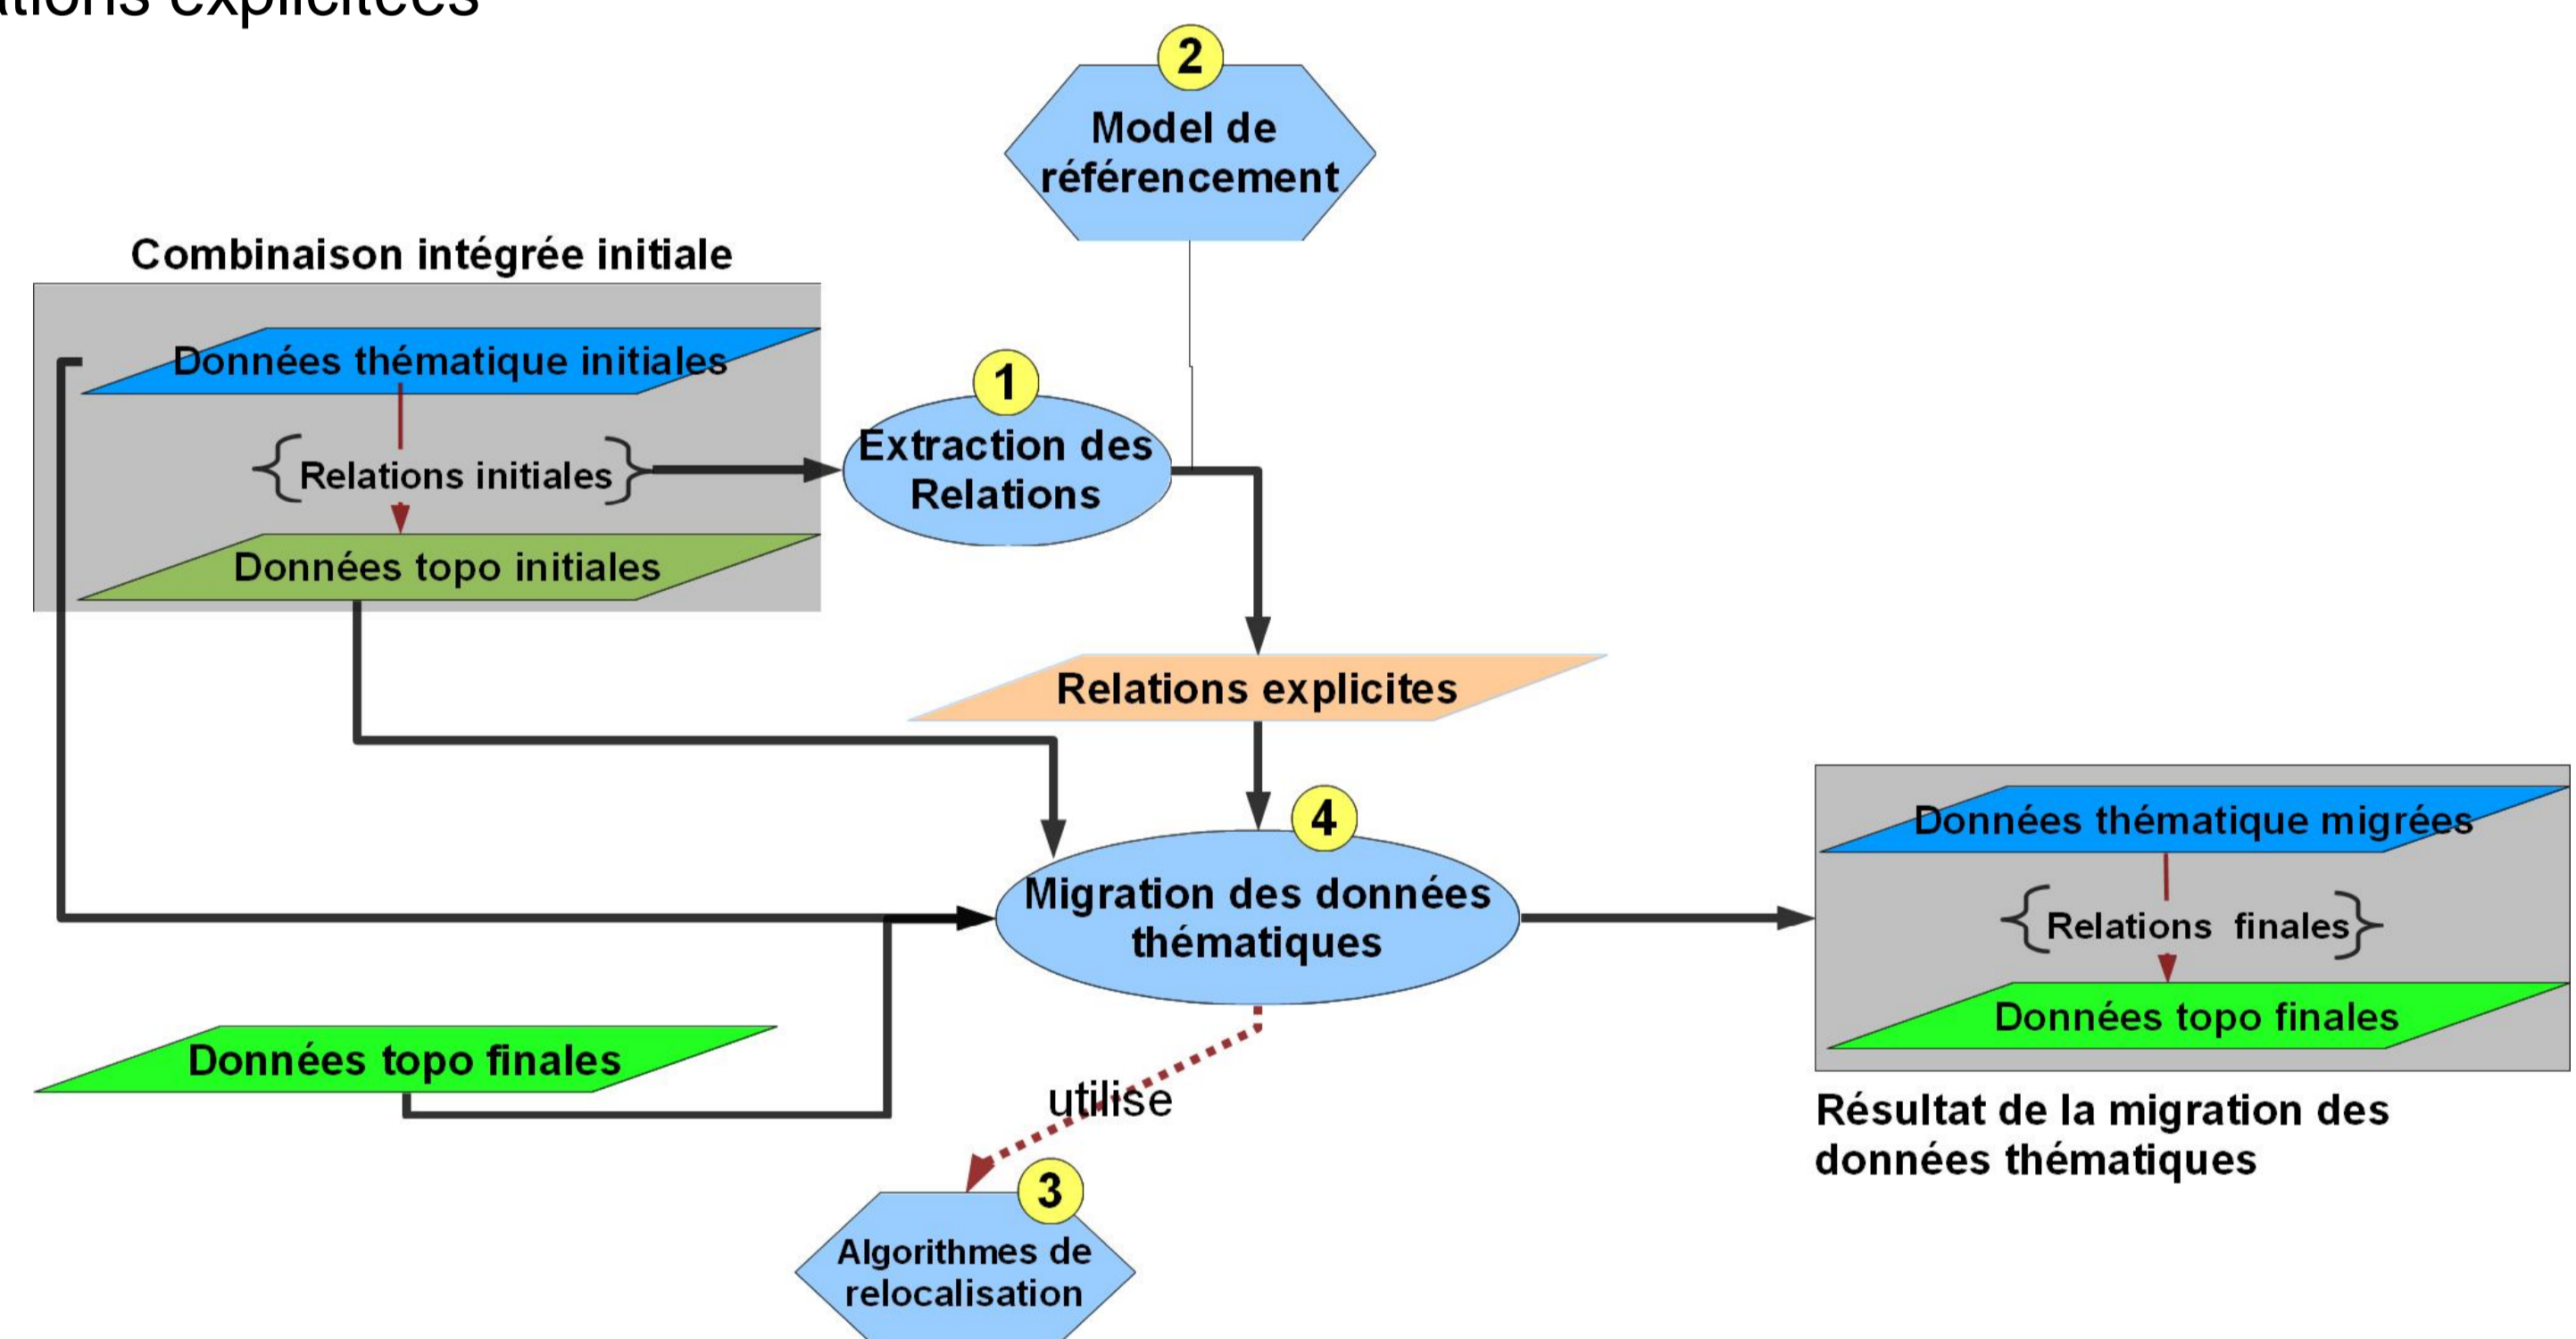 explicitées
2
Model de
référencement
Combinaison intégrée initiale
Données thématique initiales
1
Extraction des
Relations
Relations initiales
Données topo initiales
Relations explicites
4
Migration des données
thématiques
Données thématique migrées
Relations finales
Données topo finales
Données topo finales
utilise
Résultat de la migration des
données thématiques
3
Algorithmes de
relocalisation